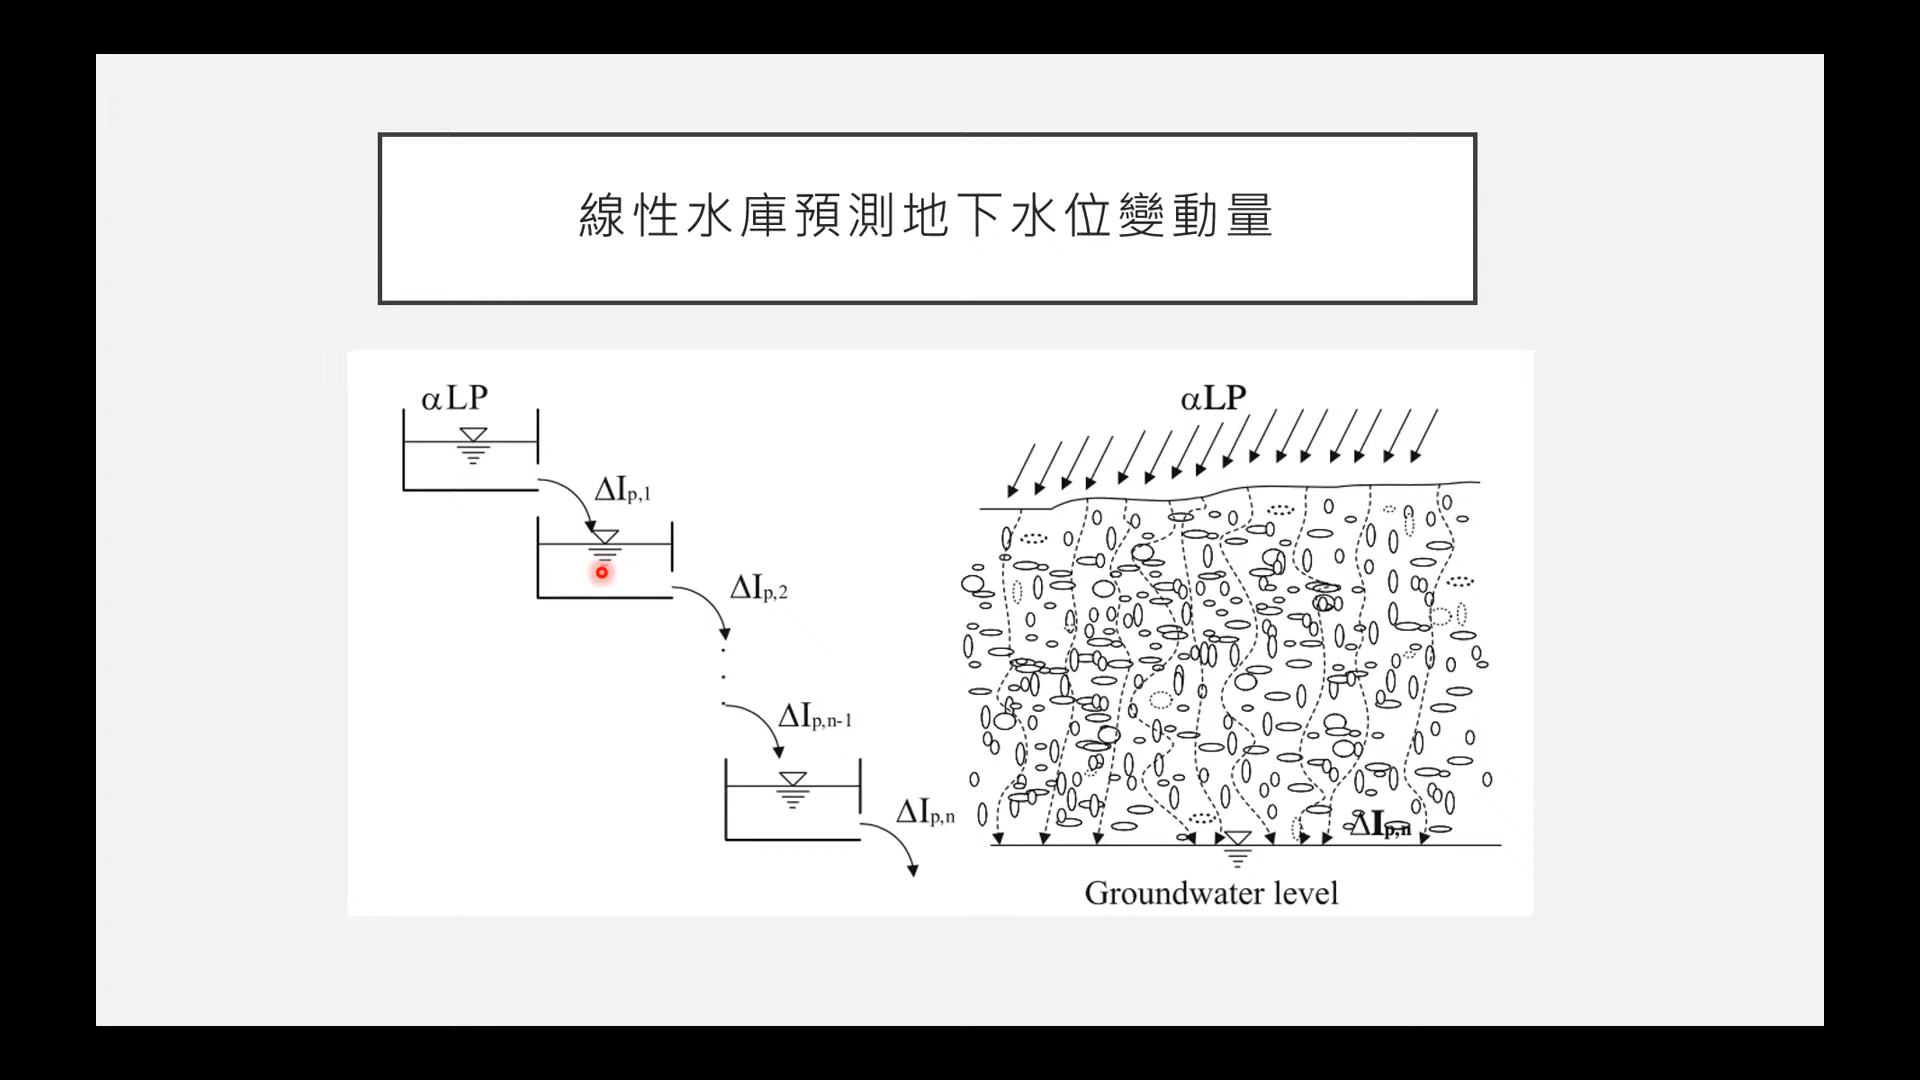 線性水庫預測地下水位變動量
αLP
ΔIp,1
ΔIp,2
ΔIp,n-1
ΔIp,n
αLP
ΔIp,n
Groundwater level